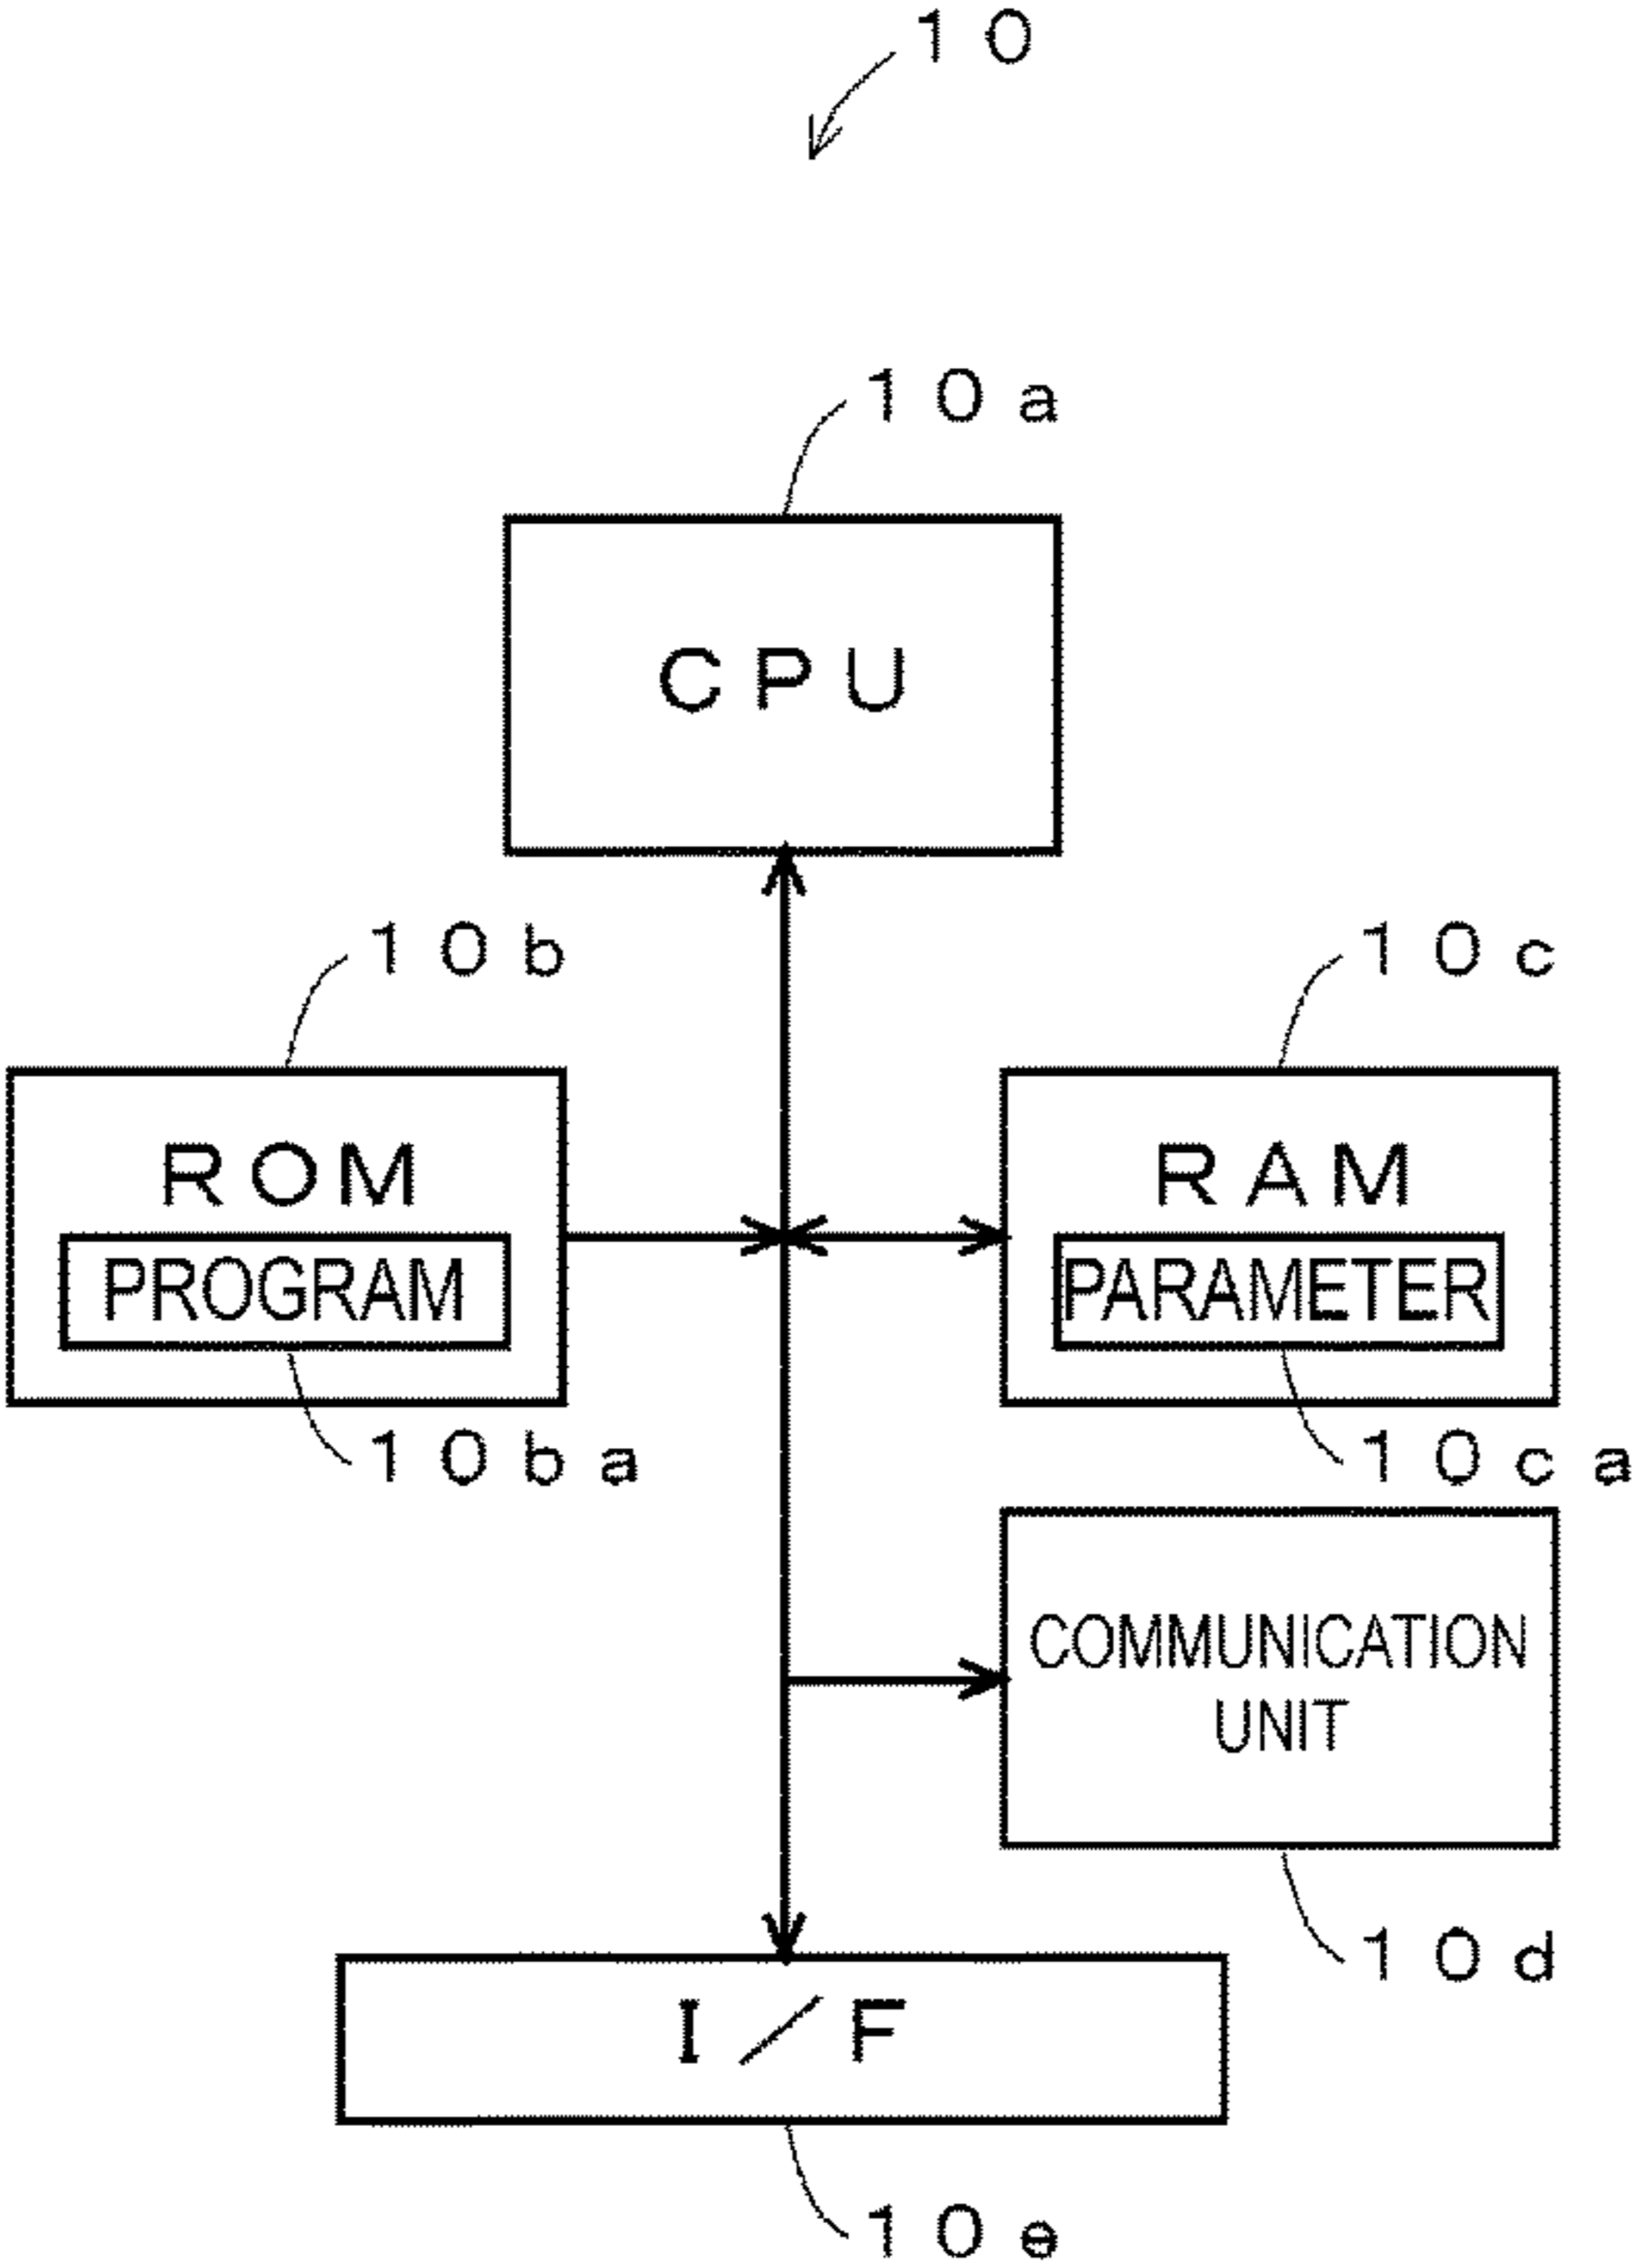 10
10a
CPU
10b
10c
ROM
RAM
PROGRAM
PARAMETER
10ba
10ca
COMMUNICATION
UNIT
10d
I/F
10e